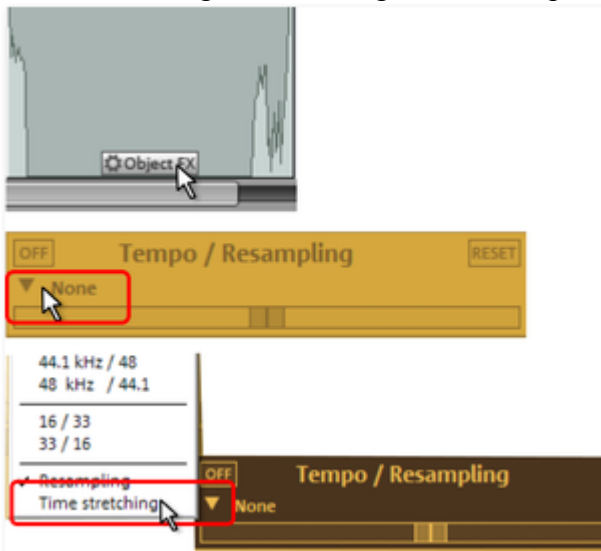 Object FX
OFF Tempo / Resampling RESET
None
44.1 kHz / 48
48 kHz / 44.1
16 / 33
33 / 16
Resampling
Time stretching
OFF Tempo / Resampling
None